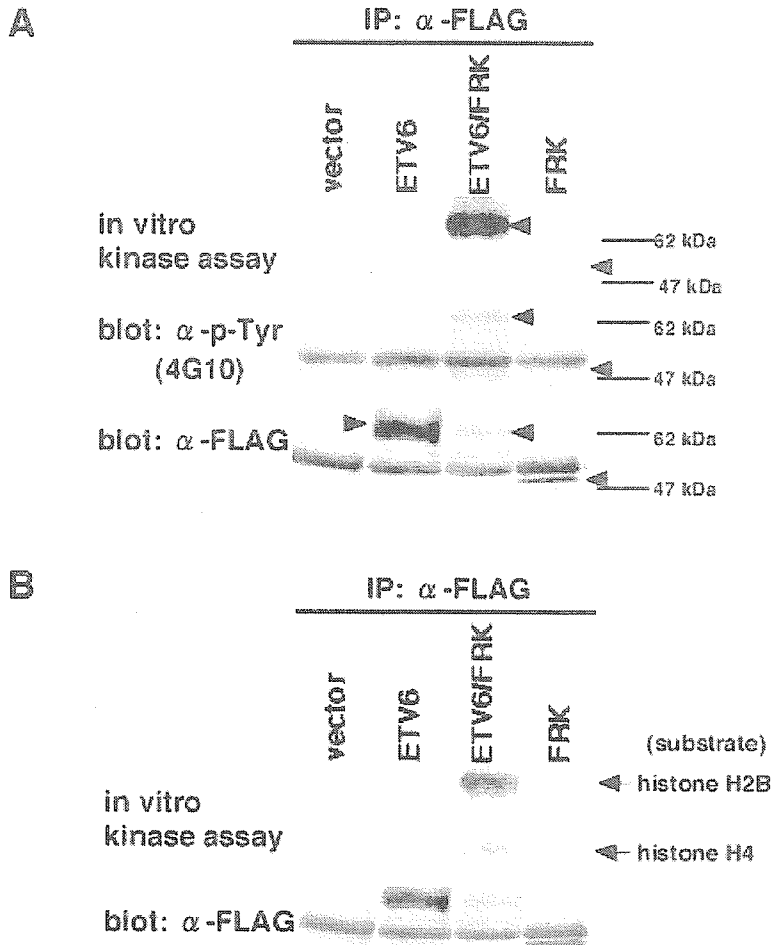 A
IP: α-FLAG
vector
ETV6
ETV6/FRK
FRK
in vitro
kinase assay
62 kDa
47 kDa
blot: α-p-Tyr
(4G10)
62 kDa
47 kDa
blot: α-FLAG
62 kDa
47 kDa
B
IP: α-FLAG
vector
ETV6
ETV6/FRK
FRK
(substrate)
histone H2B
in vitro
kinase assay
histone H4
blot: α-FLAG